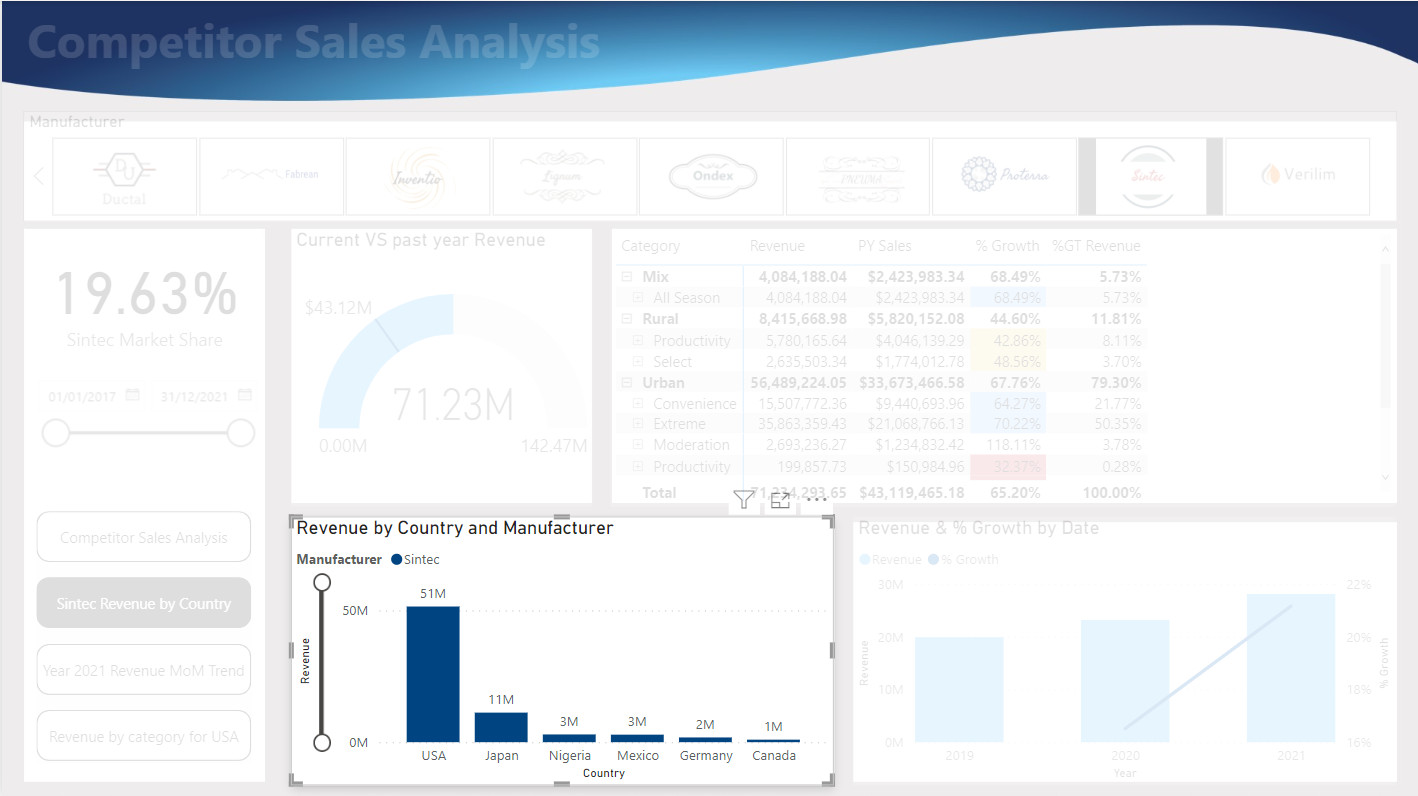 Competitor Sales Analysis
Manufacturer
DU
Ductal
Fabrean
Inventio
Lignum
Ondex
PALUMA
Proterra
Sintec
Verilim
19.63%
Sintec Market Share
01/01/2017 31/12/2021
Competitor Sales Analysis
Sintec Revenue by Country
Year 2021 Revenue MoM Trend
Revenue by category for USA
Current VS past year Revenue
$43.12M
71.23M
0.00M 142.47M
Category Revenue PY Sales % Growth %GT Revenue
Mix 4,084,188.04 $2,423,983.34 68.49% 5.73%
All Season 4,084,188.04 $2,423,983.34 68.49% 5.73%
Rural 8,415,668.98 $5,820,152.08 44.60% 11.81%
Productivity 5,780,165.64 $4,046,139.29 42.86% 8.11%
Select 2,635,503.34 $1,774,012.78 48.56% 3.70%
Urban 56,489,224.05 $33,673,466.58 67.76% 79.30%
Convenience 15,507,772.36 $9,440,693.96 64.27% 21.77%
Extreme 35,863,359.43 $21,068,766.13 70.22% 50.35%
Moderation 2,693,236.27 $1,234,832.42 118.11% 3.78%
Productivity 199,857.73 $150,984.96 32.37% 0.28%
Total 71,234,293.65 $43,119,465.18 65.20% 100.00%
Revenue by Country and Manufacturer
Manufacturer Sintec
Revenue
50M
0M
51M
11M
3M
3M
2M
1M
USA Japan Nigeria Mexico Germany Canada
Country
Revenue & % Growth by Date
Revenue % Growth
Revenue
30M
20M
10M
0M
22%
20%
18%
16%
% Growth
2019 2020 2021
Year